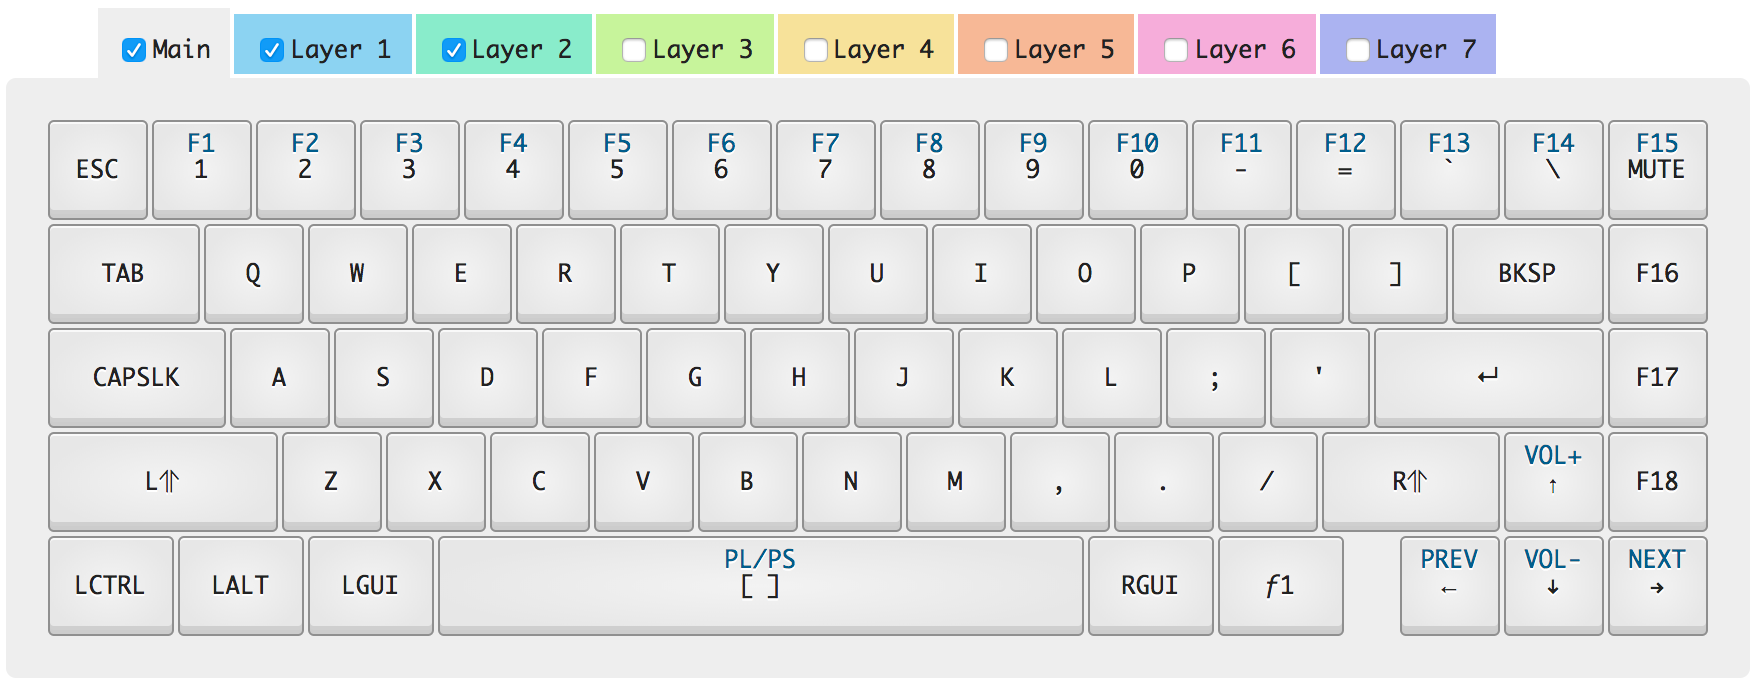 Main Layer 1 Layer 2 Layer 3 Layer 4 Layer 5 Layer 6 Layer 7
F1 F2 F3 F4 F5 F6 F7 F8 F9 F10 F11 F12 F13 F14 F15
ESC 1 2 3 4 5 6 7 8 9 0 - = ` \ MUTE
TAB Q W E R T Y U I O P [ ] BKSP F16
CAPSLK A S D F G H J K L ; ' ↵ F17
VOL+
L⇑ Z X C V B N M , . / R⇑ ↑ F18
PL/PS PREV VOL- NEXT
LCTRL LALT LGUI [ ] RGUI ƒ1 ← ↓ →